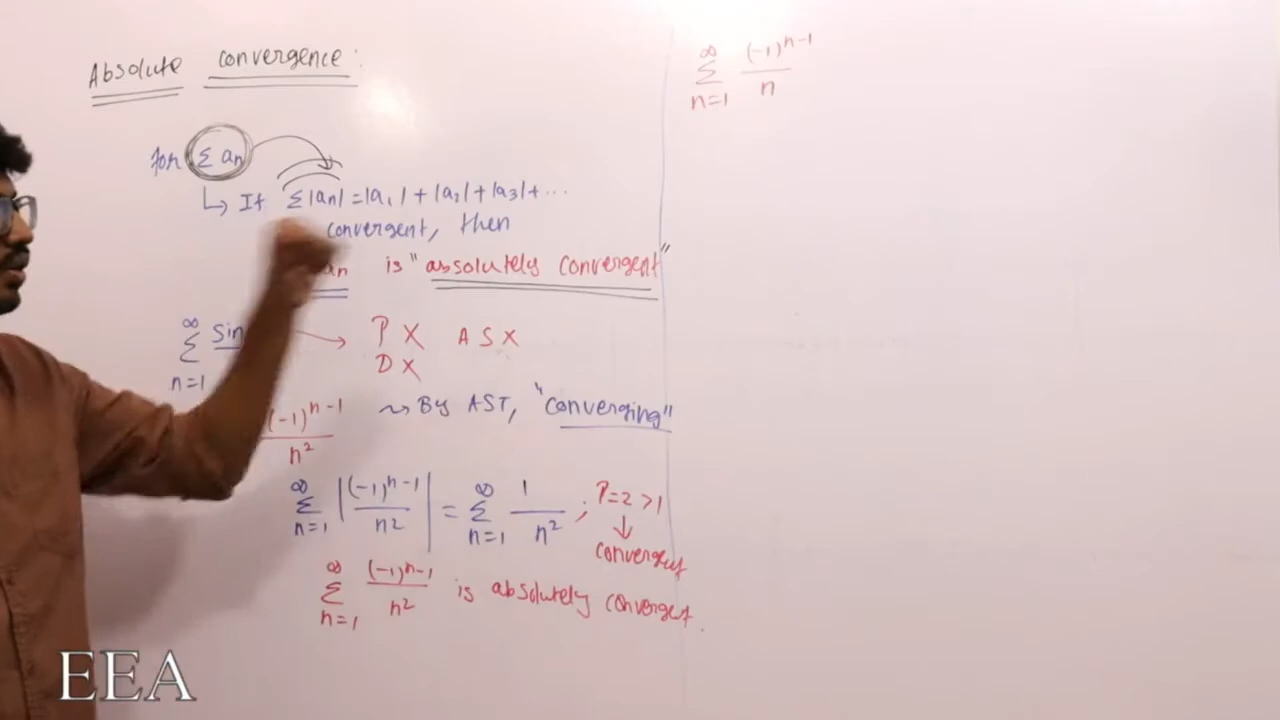 Absolute convergence:
for Σ aₙ
↳ If Σ|aₙ| = |a₁| + |a₂| + |a₃| + ...
convergent, then
aₙ is "absolutely convergent"
∞ Σ n=1 sin → P X A S X
D X
(-1)ⁿ⁻¹ / n² ~> By AST, "converging"
∞ Σ n=1 |(-1)ⁿ⁻¹ / n²| = ∞ Σ n=1 1 / n² ; P=2 >1
↓
convergent
∞ Σ n=1 (-1)ⁿ⁻¹ / n² is absolutely convergent.
∞ Σ n=1 (-1)ⁿ⁻¹ / n
EEA